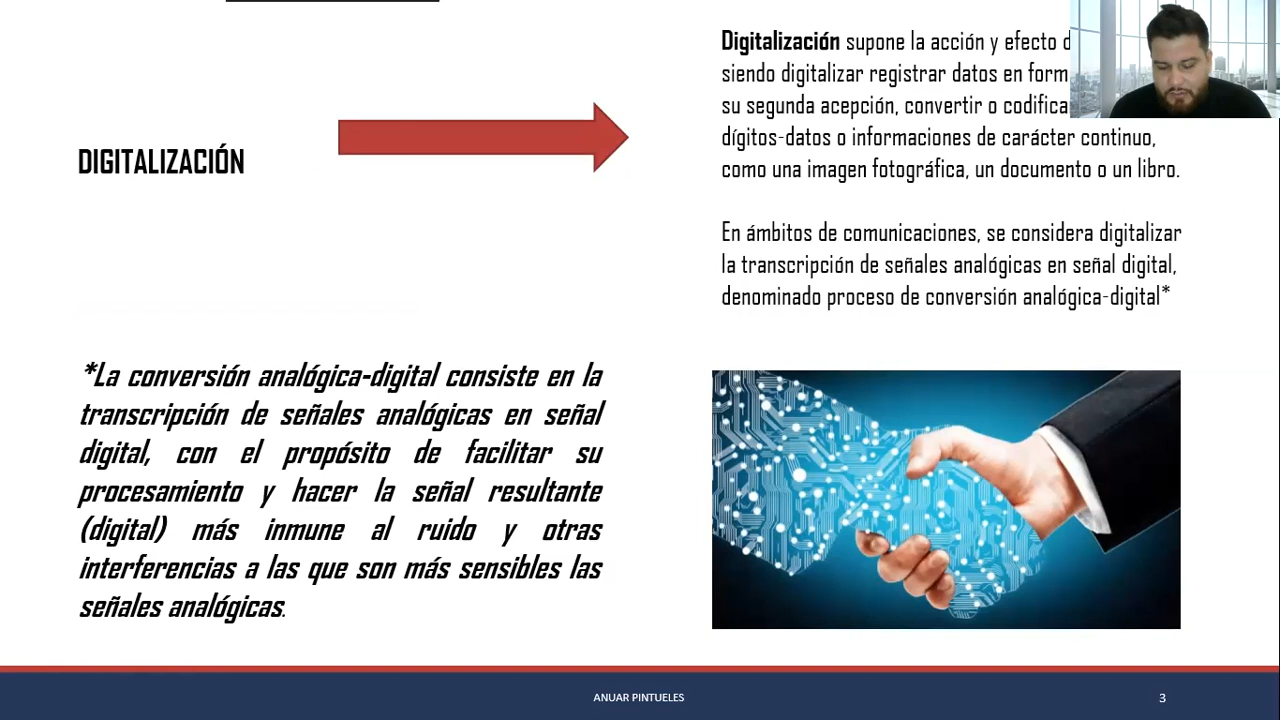 DIGITALIZACIÓN
Digitalización supone la acción y efecto
siendo digitalizar registrar datos en
su segunda acepción, convertir o
dígitos-datos o informaciones de carácter continuo,
como una imagen fotográfica, un documento o un libro.
En ámbitos de comunicaciones, se considera digitalizar
la transcripción de señales analógicas en señal digital,
denominado proceso de conversión analógica-digital*
*La conversión analógica-digital consiste en la
transcripción de señales analógicas en señal
digital, con el propósito de facilitar su
procesamiento y hacer la señal resultante
(digital) más inmune al ruido y otras
interferencias a las que son más sensibles las
señales analógicas.
ANUAR PINTUELES
3